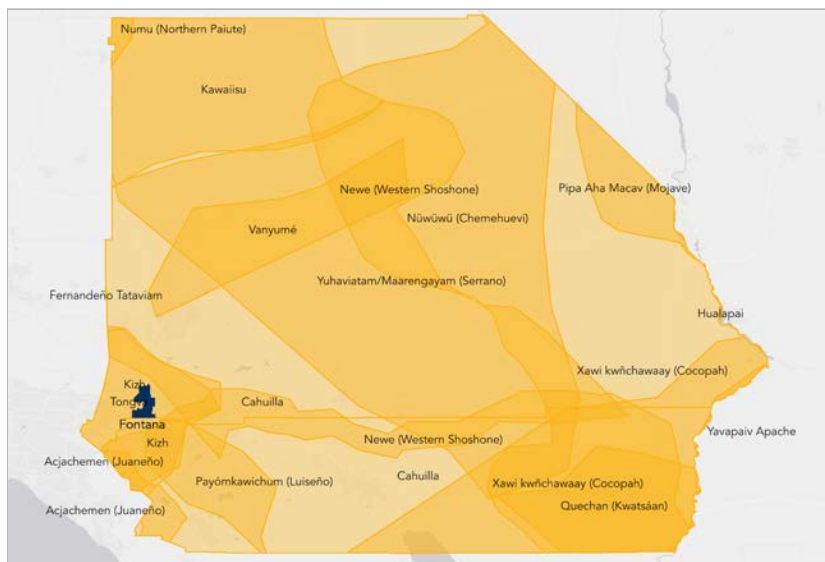 Numu (Northern Paiute)
Kawaiisu
Newe (Western Shoshone)
Pipa Aha Macav (Mojave)
Nüwüwü (Chemehuevi)
Vanyumé
Yuhaviatam/Maarengayam (Serrano)
Fernandeño Tataviam
Hualapai
Xawi kwñchawaay (Cocopah)
Kizh
Cahuilla
Fontana
Yavapaiv Apache
Kizh
Newe (Western Shoshone)
Acjachemen (Juaneño)
Cahuilla
Payómkawichum (Luiseño)
Xawi kwñchawaay (Cocopah)
Quechan (Kwatsáan)
Acjachemen (Juaneño)